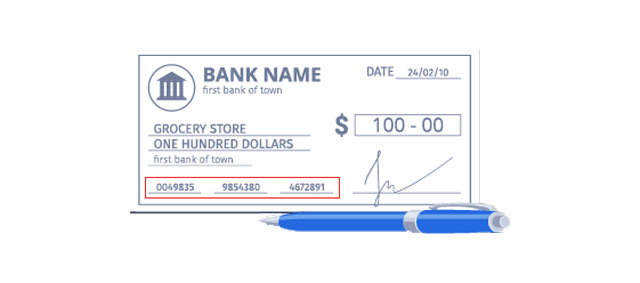 BANK NAME
first bank of town
DATE 24/02/10
GROCERY STORE
$ 100 - 00
ONE HUNDRED DOLLARS
first bank of town
0049835 9854380 4672891